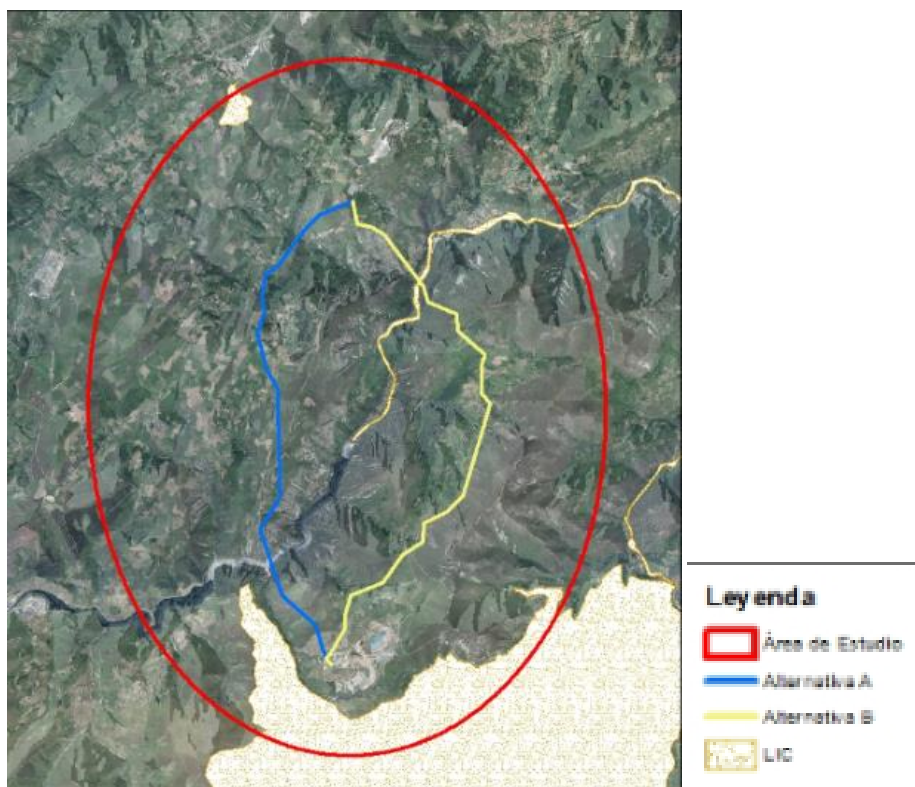 Leyenda
Área de Estudio
Alternativa A
Alternativa B
LIC